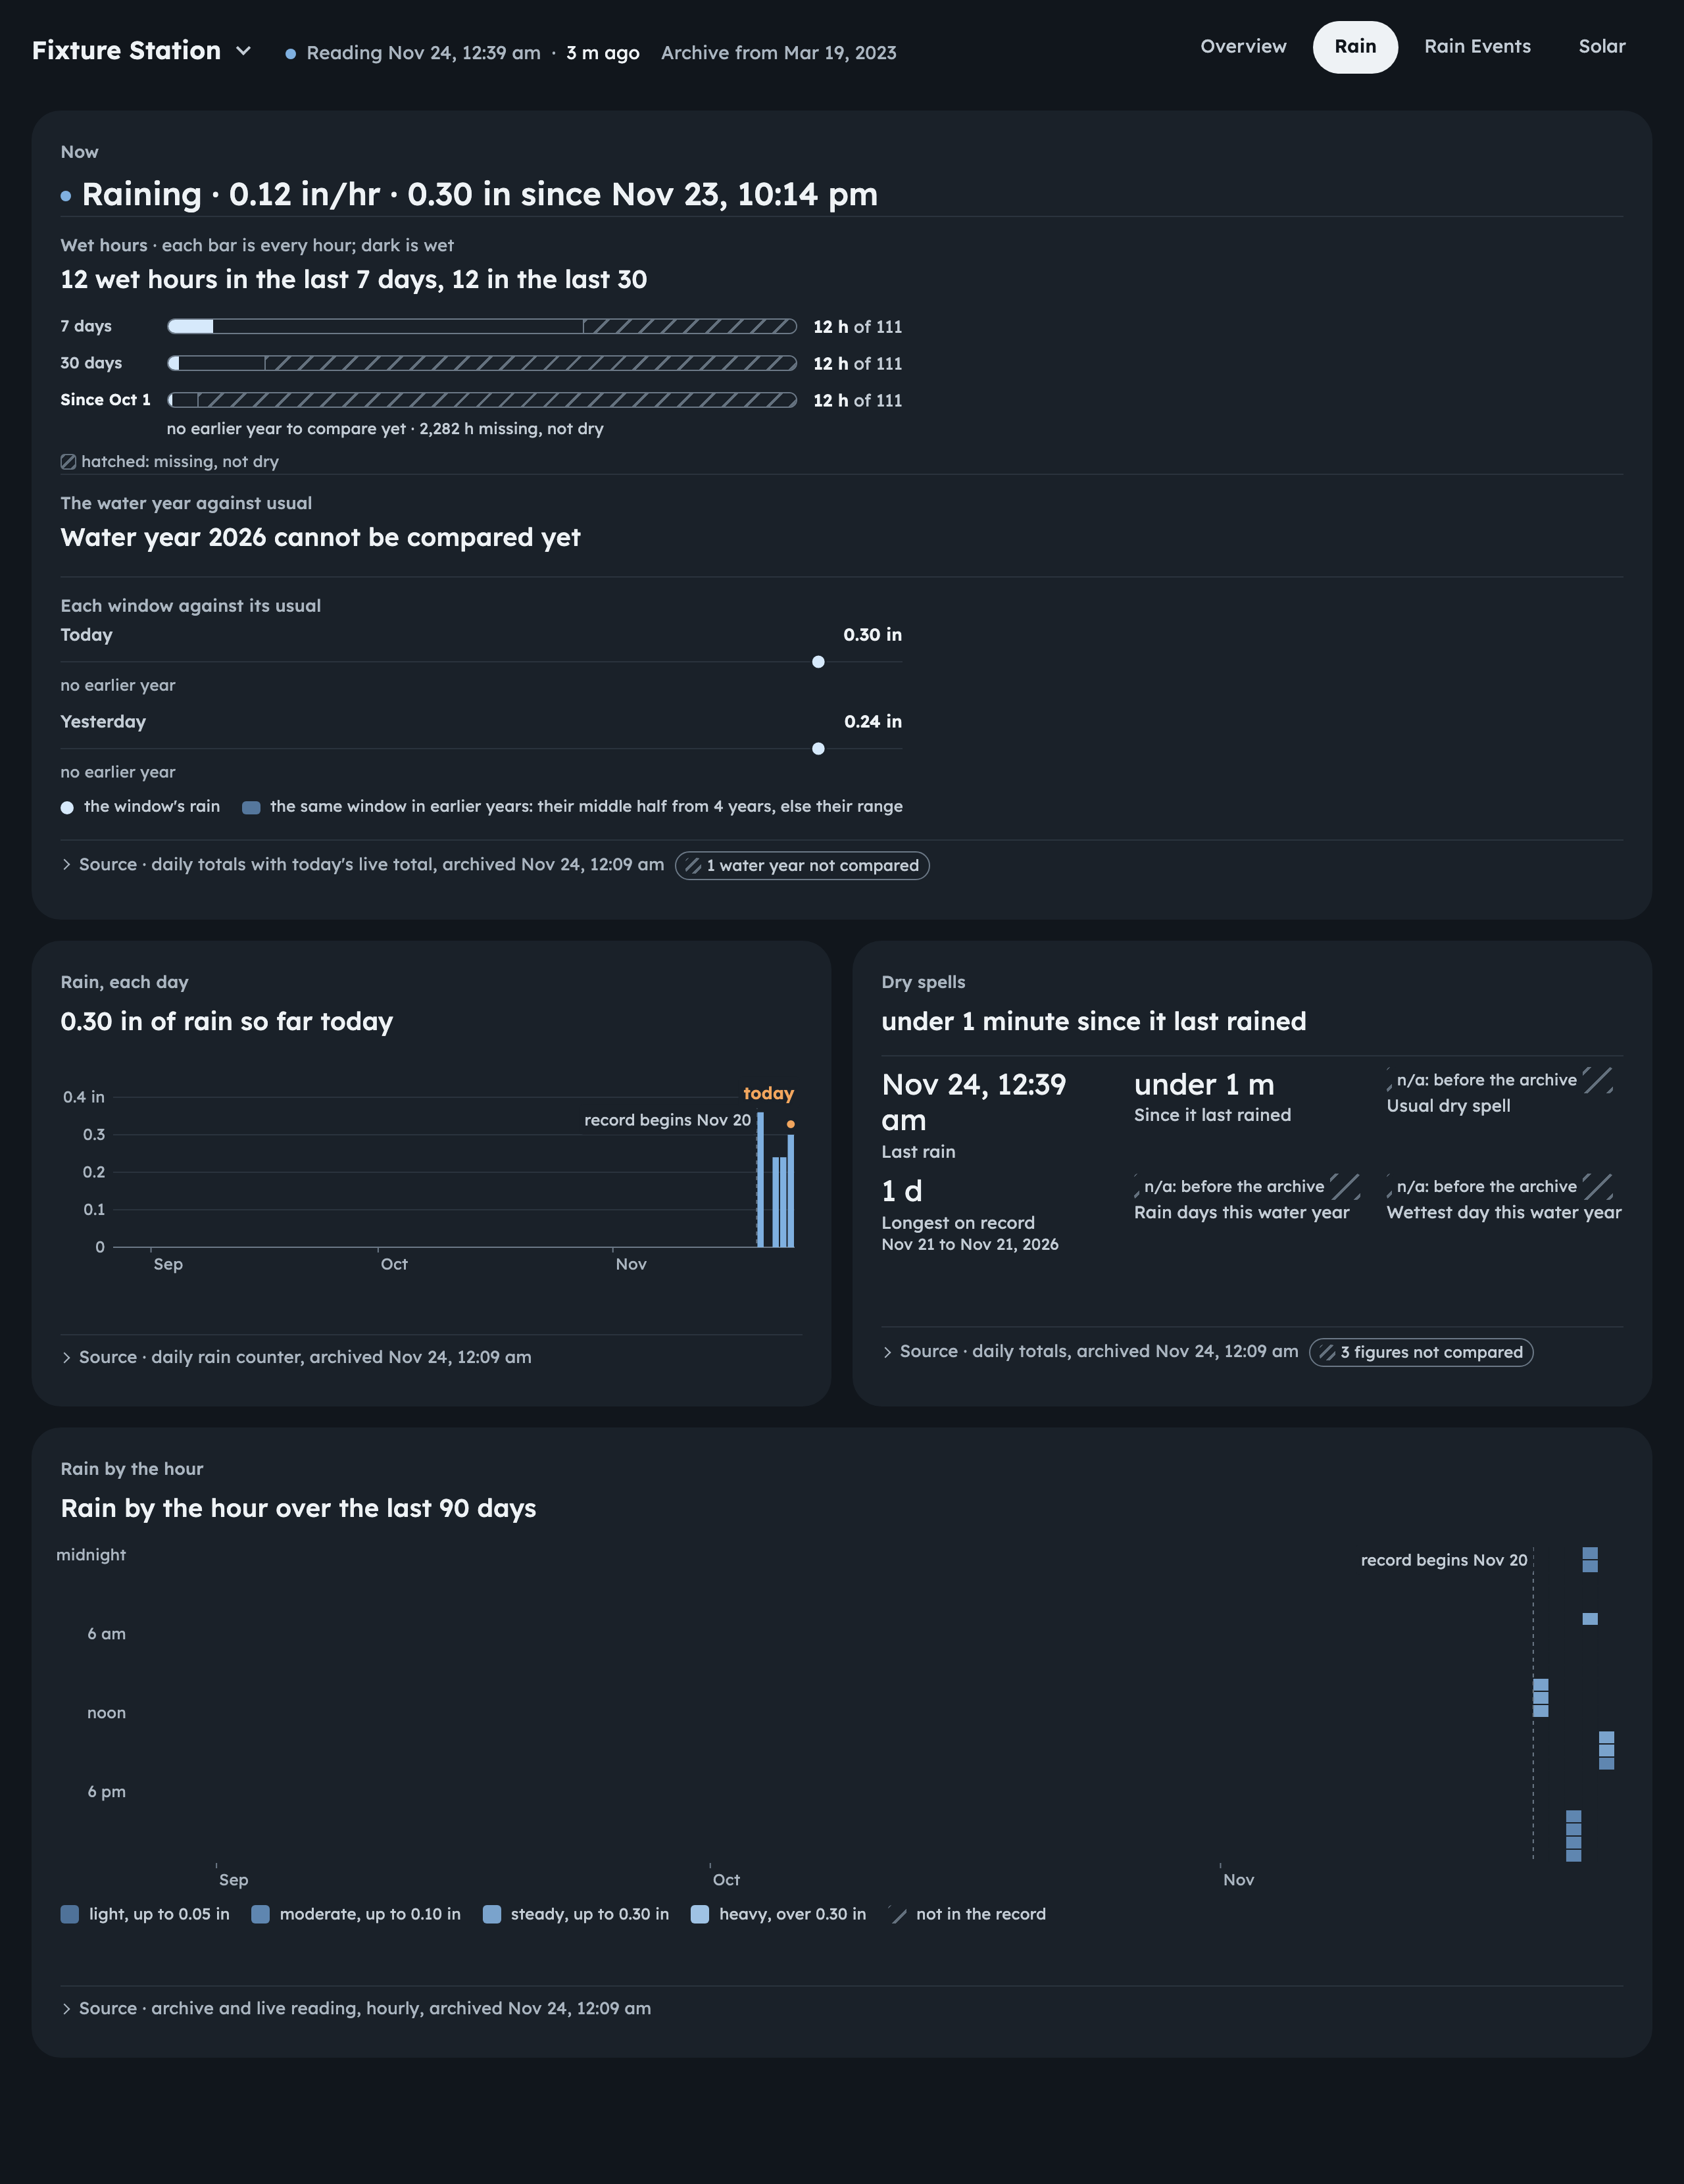 Fixture Station
Reading Nov 24, 12:39 am · 3 m ago Archive from Mar 19, 2023
Overview Rain Rain Events Solar
Now
Raining · 0.12 in/hr · 0.30 in since Nov 23, 10:14 pm
Wet hours · each bar is every hour; dark is wet
12 wet hours in the last 7 days, 12 in the last 30
7 days 12 h of 111
30 days 12 h of 111
Since Oct 1 12 h of 111
no earlier year to compare yet · 2,282 h missing, not dry
hatched: missing, not dry
The water year against usual
Water year 2026 cannot be compared yet
Each window against its usual
Today 0.30 in
no earlier year
Yesterday 0.24 in
no earlier year
the window's rain the same window in earlier years: their middle half from 4 years, else their range
Source · daily totals with today's live total, archived Nov 24, 12:09 am 1 water year not compared
Rain, each day
0.30 in of rain so far today
today
0.4 in
record begins Nov 20
0.3
0.2
0.1
0
Sep Oct Nov
Source · daily rain counter, archived Nov 24, 12:09 am
Dry spells
under 1 minute since it last rained
Nov 24, 12:39 am
Last rain
under 1 m
Since it last rained
n/a: before the archive
Usual dry spell
1 d
Longest on record
Nov 21 to Nov 21, 2026
n/a: before the archive
Rain days this water year
n/a: before the archive
Wettest day this water year
Source · daily totals, archived Nov 24, 12:09 am 3 figures not compared
Rain by the hour
Rain by the hour over the last 90 days
midnight
record begins Nov 20
6 am
noon
6 pm
Sep Oct Nov
light, up to 0.05 in moderate, up to 0.10 in steady, up to 0.30 in heavy, over 0.30 in not in the record
Source · archive and live reading, hourly, archived Nov 24, 12:09 am